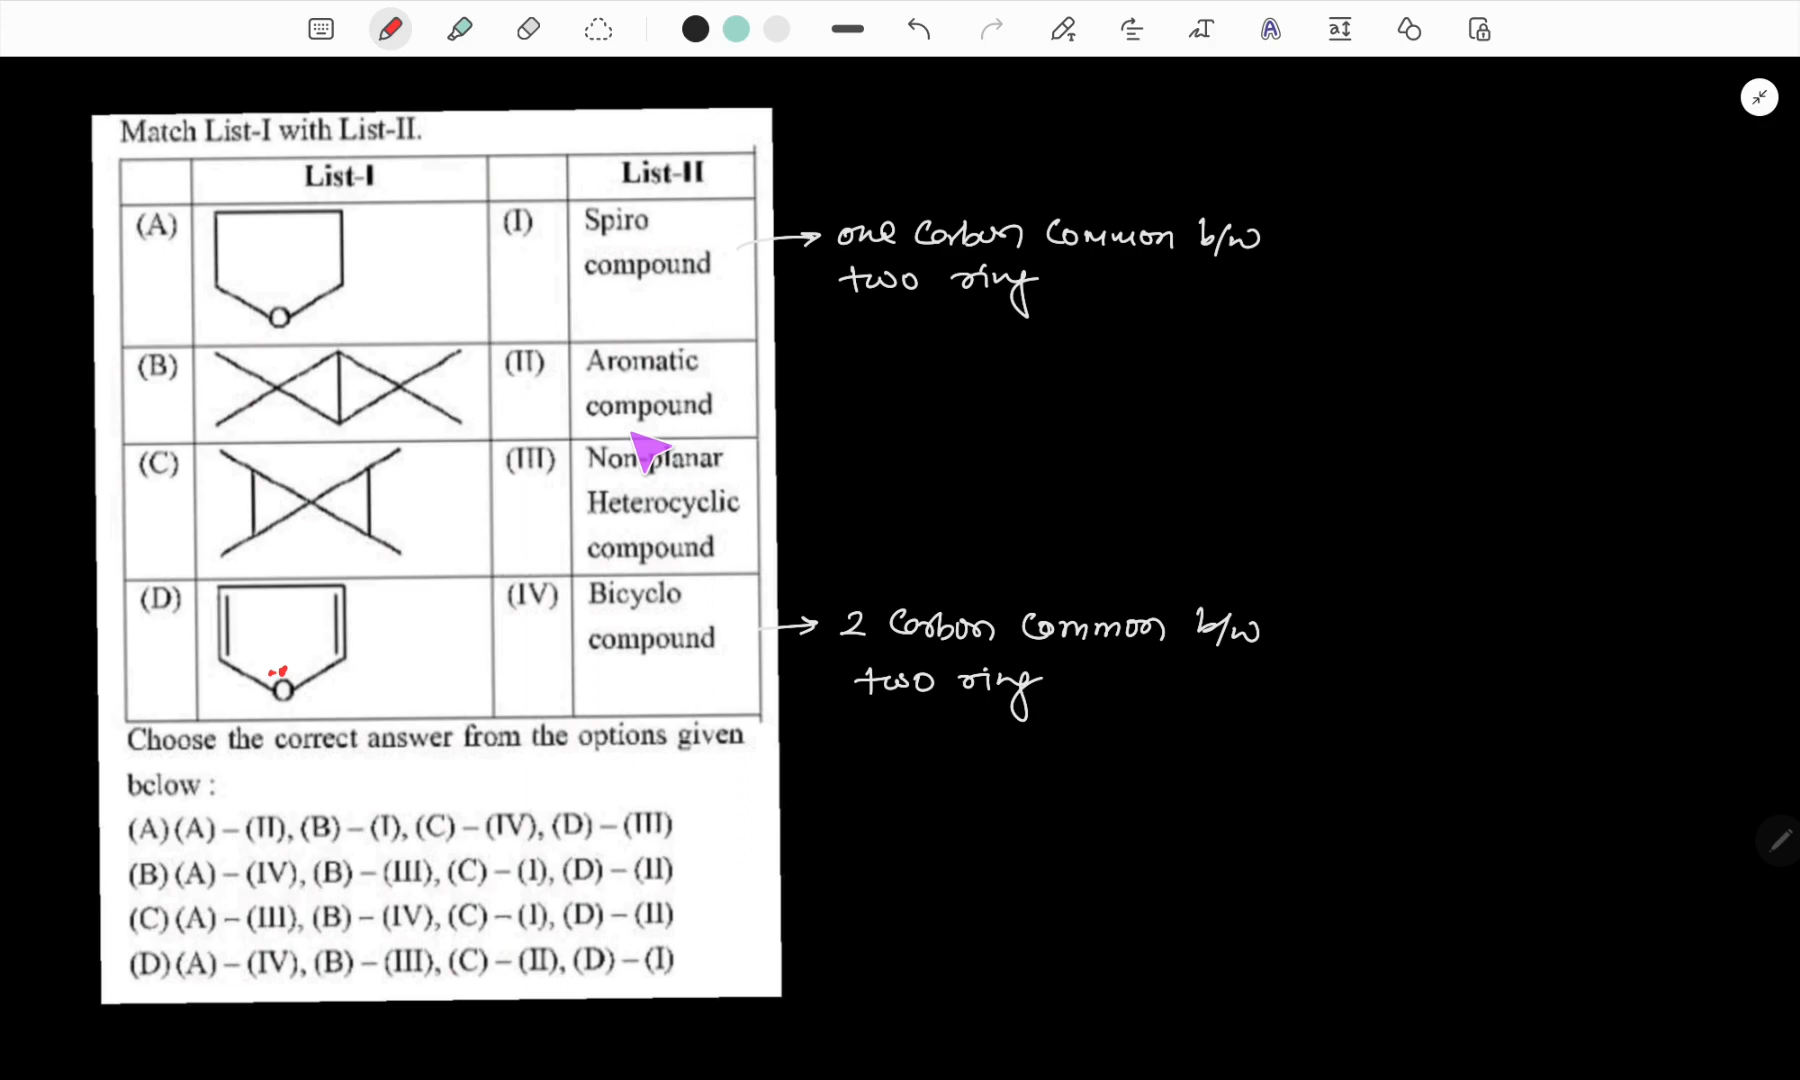 Match List-I with List-II.
List-I List-II
(A) O (I) Spiro compound
(B) (II) Aromatic compound
(C) (III) Non-planar Heterocyclic compound
(D) O (IV) Bicyclo compound
Choose the correct answer from the options given
below :
(A) (A) – (II), (B) – (I), (C) – (IV), (D) – (III)
(B) (A) – (IV), (B) – (III), (C) – (I), (D) – (II)
(C) (A) – (III), (B) – (IV), (C) – (I), (D) – (II)
(D) (A) – (IV), (B) – (III), (C) – (II), (D) – (I)
one carbon common b/w
two ring
2 carbon common b/w
two ring